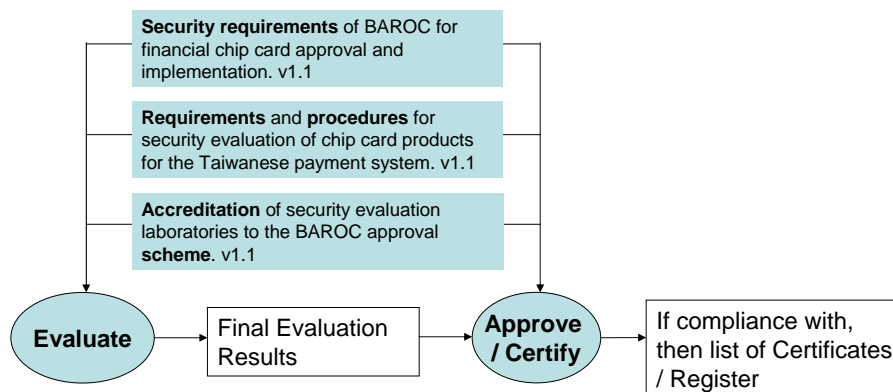 Security requirements of BAROC for
financial chip card approval and
implementation. v1.1
Requirements and procedures for
security evaluation of chip card products
for the Taiwanese payment system. v1.1
Accreditation of security evaluation
laboratories to the BAROC approval
scheme. v1.1
Evaluate
Final Evaluation
Results
Approve
/ Certify
If compliance with,
then list of Certificates
/ Register